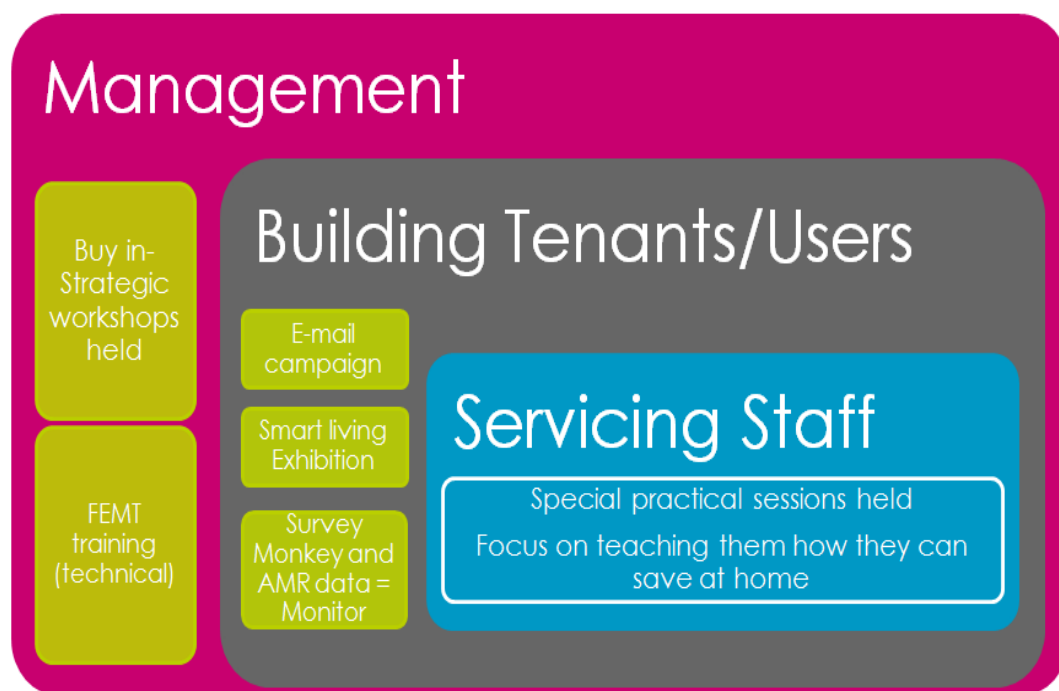 Management
Buy in-
Strategic
workshops
held
FEMT
training
(technical)
Building Tenants/Users
E-mail
campaign
Smart living
Exhibition
Survey
Monkey and
AMR data =
Monitor
Servicing Staff
Special practical sessions held
Focus on teaching them how they can
save at home